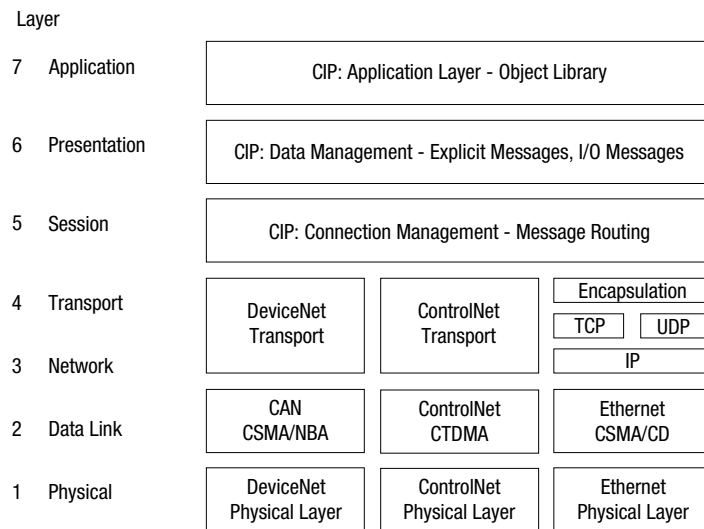 Layer
7 Application
CIP: Application Layer - Object Library
6 Presentation
CIP: Data Management - Explicit Messages, I/O Messages
5 Session
CIP: Connection Management - Message Routing
4 Transport
DeviceNet
Transport
ControlNet
Transport
Encapsulation
TCP
UDP
3 Network
IP
2 Data Link
CAN
CSMA/NBA
ControlNet
CTDMA
Ethernet
CSMA/CD
1 Physical
DeviceNet
Physical Layer
ControlNet
Physical Layer
Ethernet
Physical Layer